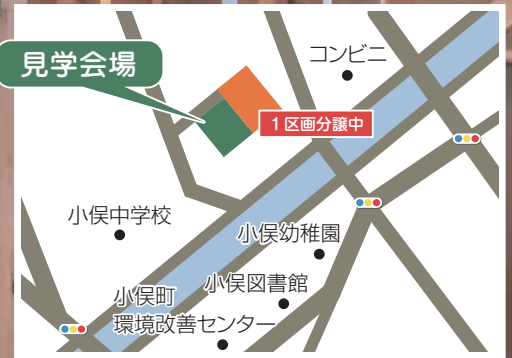 コンビニ
見学会場
1区画分譲中
小俣中学校
小俣幼稚園
小俣図書館
小俣町
環境改善センター